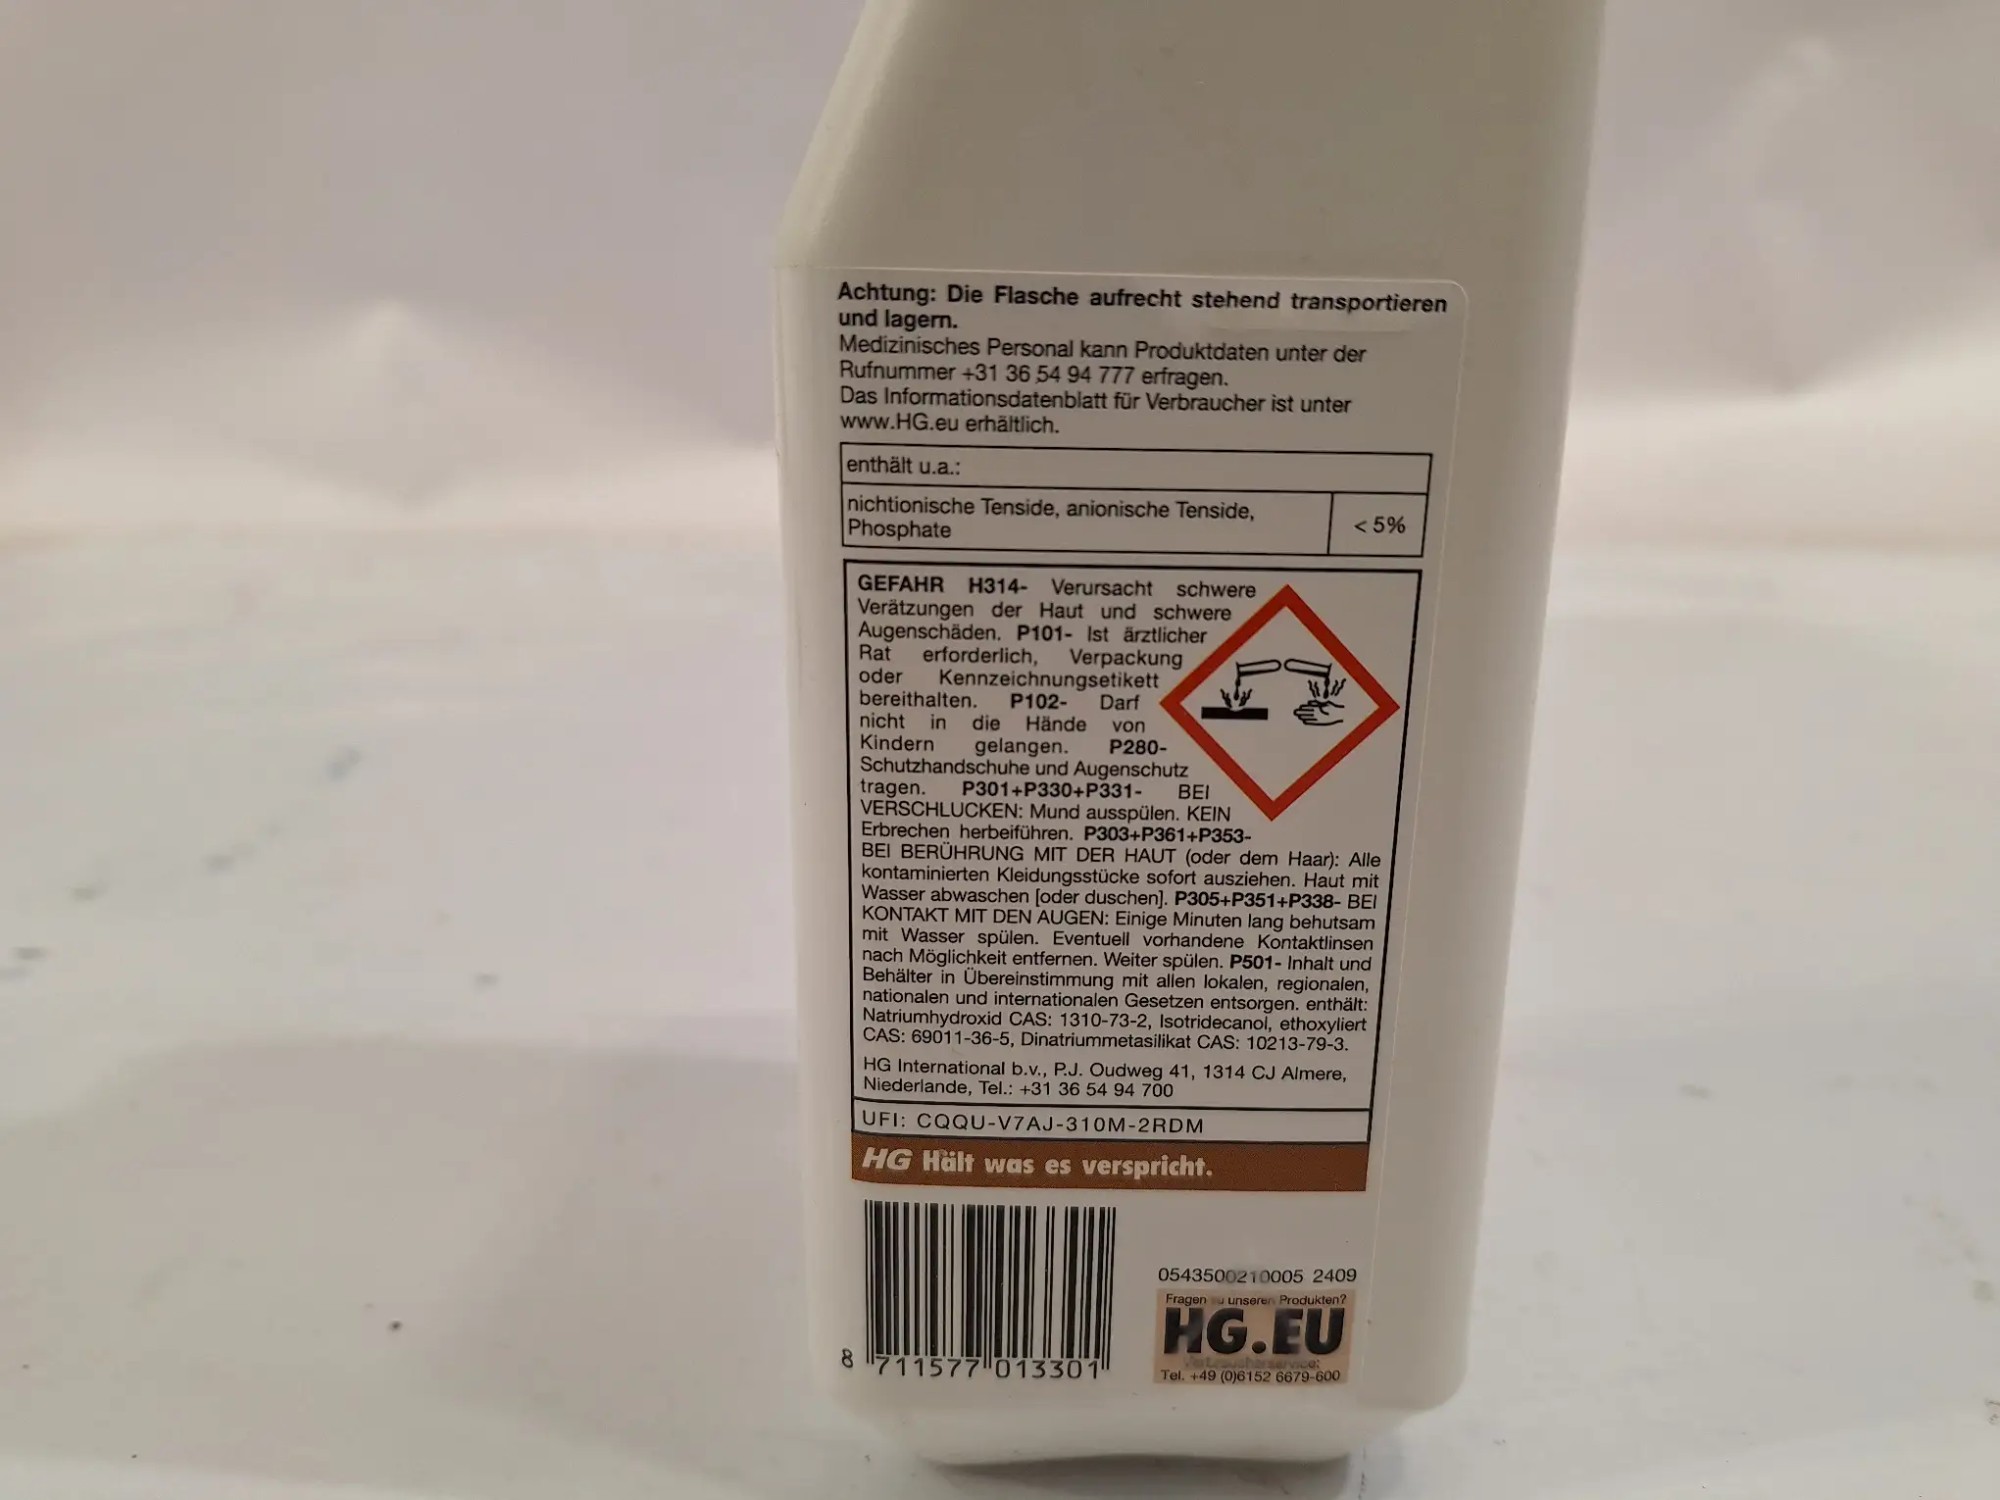 Achtung: Die Flasche aufrecht stehend transportieren
und lagern.
Medizinisches Personal kann Produktdaten unter der
Rufnummer +31 36 54 94 777 erfragen.
Das Informationsdatenblatt für Verbraucher ist unter
www.HG.eu erhältlich.
enthält u.a.:
nichtionische Tenside, anionische Tenside,
Phosphate
< 5%
GEFAHR H314- Verursacht schwere
Verätzungen der Haut und schwere
Augenschäden. P101- Ist ärztlicher
Rat erforderlich, Verpackung
oder Kennzeichnungsetikett
bereithalten. P102- Darf
nicht in die Hände von
Kindern gelangen. P280-
Schutzhandschuhe und Augenschutz
tragen. P301+P330+P331- BEI
VERSCHLUCKEN: Mund ausspülen. KEIN
Erbrechen herbeiführen. P303+P361+P353-
BEI BERÜHRUNG MIT DER HAUT (oder dem Haar): Alle
kontaminierten Kleidungsstücke sofort ausziehen. Haut mit
Wasser abwaschen [oder duschen]. P305+P351+P338- BEI
KONTAKT MIT DEN AUGEN: Einige Minuten lang behutsam
mit Wasser spülen. Eventuell vorhandene Kontaktlinsen
nach Möglichkeit entfernen. Weiter spülen. P501- Inhalt und
Behälter in Übereinstimmung mit allen lokalen, regionalen,
nationalen und internationalen Gesetzen entsorgen. enthält:
Natriumhydroxid CAS: 1310-73-2, Isotridecanol, ethoxyliert
CAS: 69011-36-5, Dinatriummetasilikat CAS: 10213-79-3.
HG International b.v., P.J. Oudweg 41, 1314 CJ Almere,
Niederlande, Tel.: +31 36 54 94 700
UFI: CQQU-V7AJ-310M-2RDM
HG Hält was es verspricht.
8 711577 013301
0543500210005 2409
Fragen zu unseren Produkten?
HG.EU
Verbraucherservice:
Tel. +49 (0)6152 6679-600